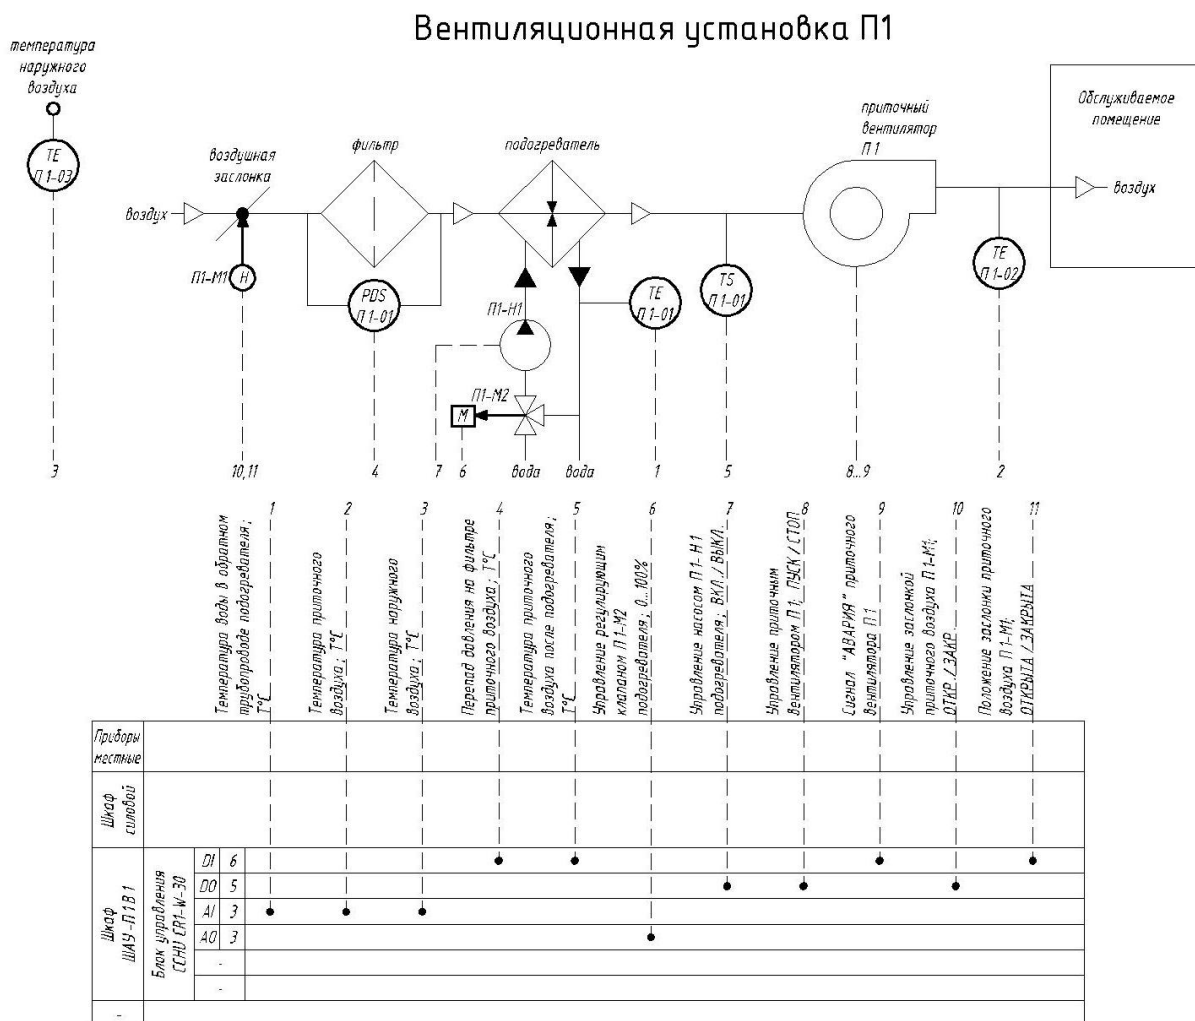 Вентиляционная установка П1
температура
наружного
воздуха
TE
П1-03
воздушная
заслонка
воздух
П1-М1
H
фильтр
PDS
П1-01
подогреватель
П1-Н1
П1-М2
M
TE
П1-01
TS
П1-01
приточный
вентилятор
П1
TE
П1-02
Обслуживаемое
помещение
воздух
3
10,11
4
7
6
вода
вода
1
5
8...9
2
1
2
3
4
5
6
7
8
9
10
11
Температура воды в обратном
трубопроводе подогревателя;
T°C
Температура приточного
воздуха; T°C
Температура наружного
воздуха; T°C
Перепад давления на фильтре
приточного воздуха; T°C
Температура приточного
воздуха после подогревателя;
T°C
Управление регулирующим
клапаном П1-М2
подогревателя; 0...100%
Управление насосом П1-Н1
подогревателя; ВКЛ./ВЫКЛ.
Управление приточным
вентилятором П1; ПУСК/СТОП
Сигнал "АВАРИЯ" приточного
вентилятора П1
Управление заслонкой
приточного воздуха П1-М1;
ОТКР./ЗАКР.
Положение заслонки приточного
воздуха П1-М1;
ОТКРЫТА/ЗАКРЫТА
Приборы
местные
Шкаф
силовой
Шкаф
ШАУ-П1В1
Блок управления
CCHU CR1-W-30
DI 6
DO 5
AI 3
AO 3
-
-
-